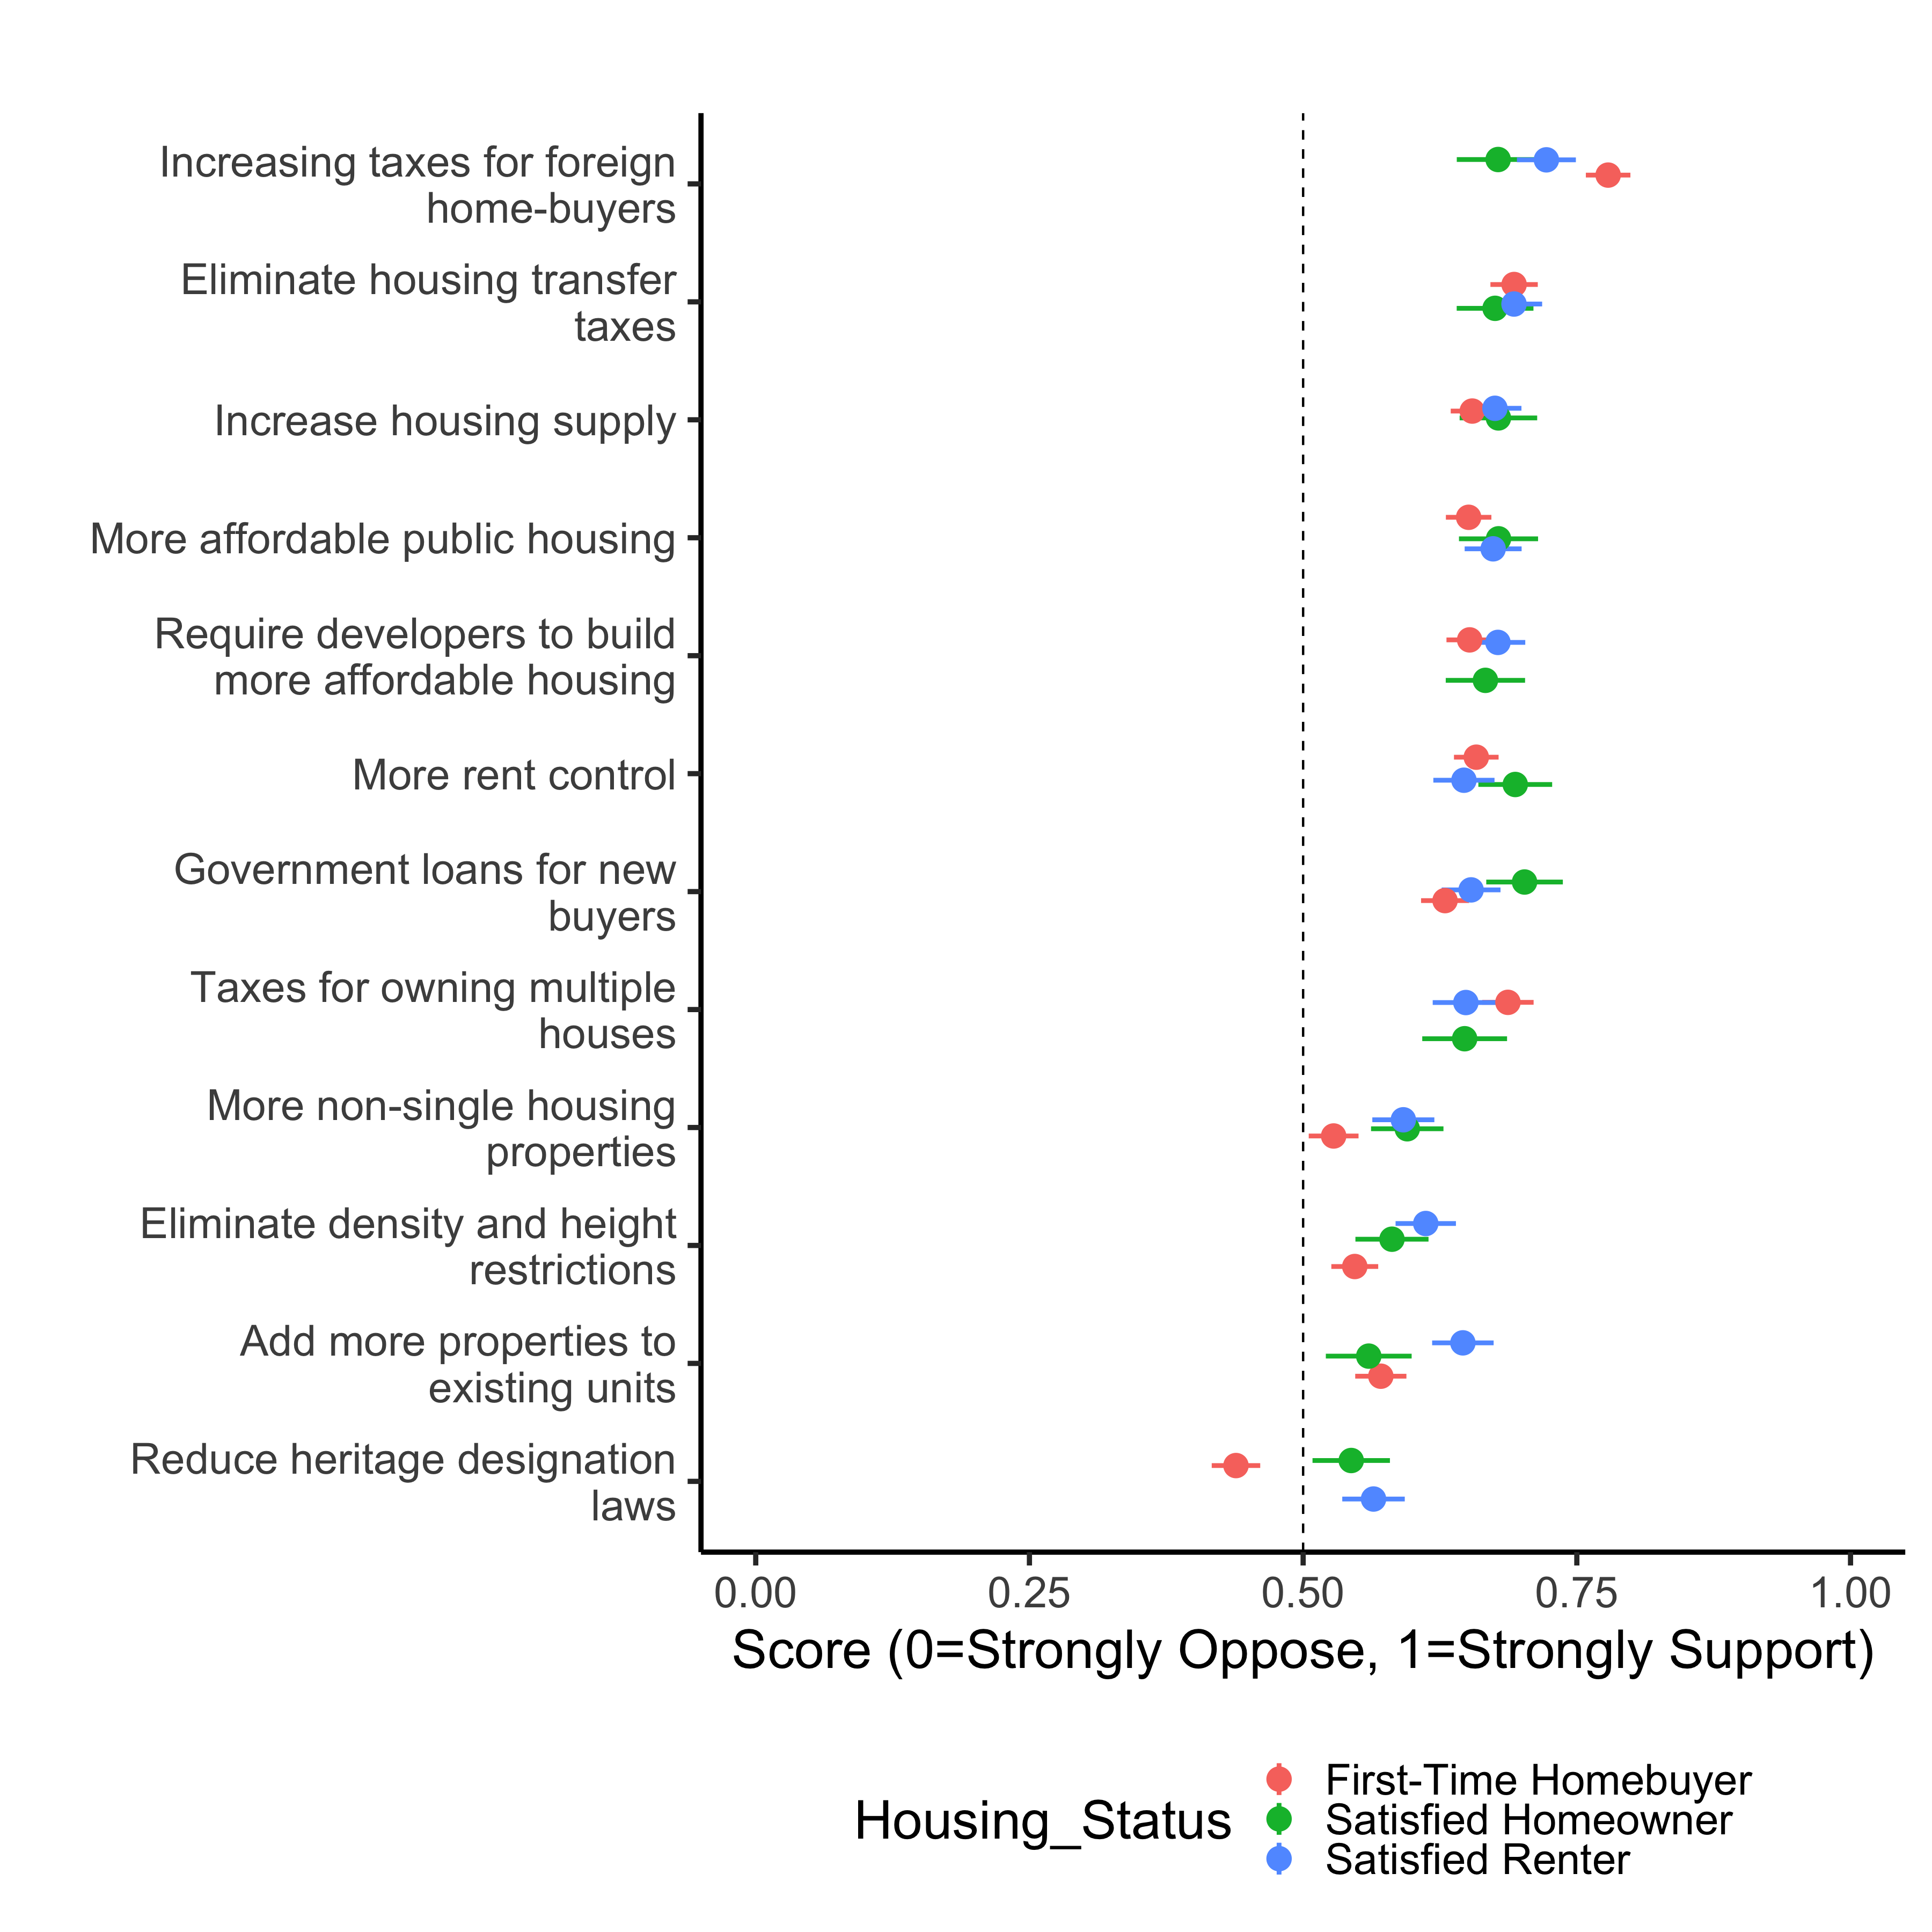 Increasing taxes for foreign
home-buyers
Eliminate housing transfer
taxes
Increase housing supply
More affordable public housing
Require developers to build
more affordable housing
More rent control
Government loans for new
buyers
Taxes for owning multiple
houses
More non-single housing
properties
Eliminate density and height
restrictions
Add more properties to
existing units
Reduce heritage designation
laws
0.00 0.25 0.50 0.75 1.00
Score (0=Strongly Oppose, 1=Strongly Support)
Housing_Status
First-Time Homebuyer
Satisfied Homeowner
Satisfied Renter